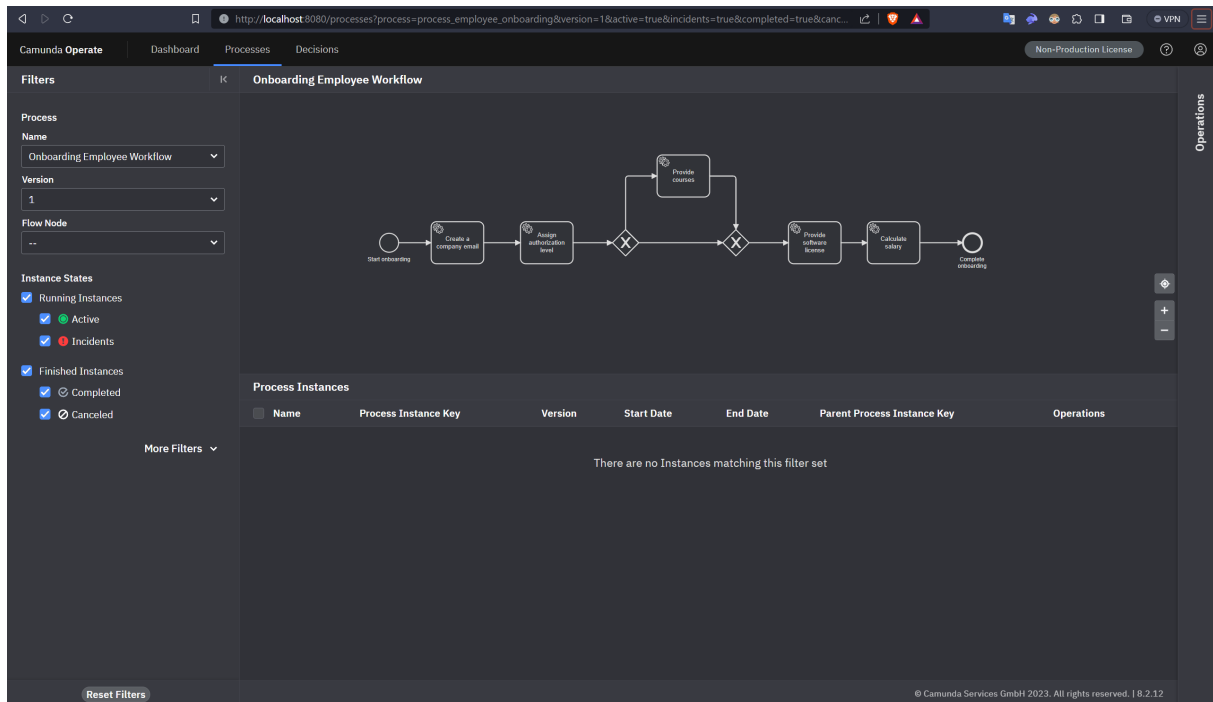 http://localhost:8080/processes?process=process_employee_onboarding&version=1&active=true&incidents=true&completed=true&canc...
VPN
Camunda Operate
Dashboard
Processes
Decisions
Non-Production License
Filters
Onboarding Employee Workflow
Operations
Process
Name
Onboarding Employee Workflow
Version
1
Flow Node
--
Instance States
Running Instances
Active
Incidents
Finished Instances
Completed
Canceled
More Filters
Reset Filters
Start onboarding
Create a
company email
Assign
authorization
level
Provide
courses
Provide
software
license
Calculate
salary
Complete
onboarding
Process Instances
Name
Process Instance Key
Version
Start Date
End Date
Parent Process Instance Key
Operations
There are no Instances matching this filter set
© Camunda Services GmbH 2023. All rights reserved. | 8.2.12